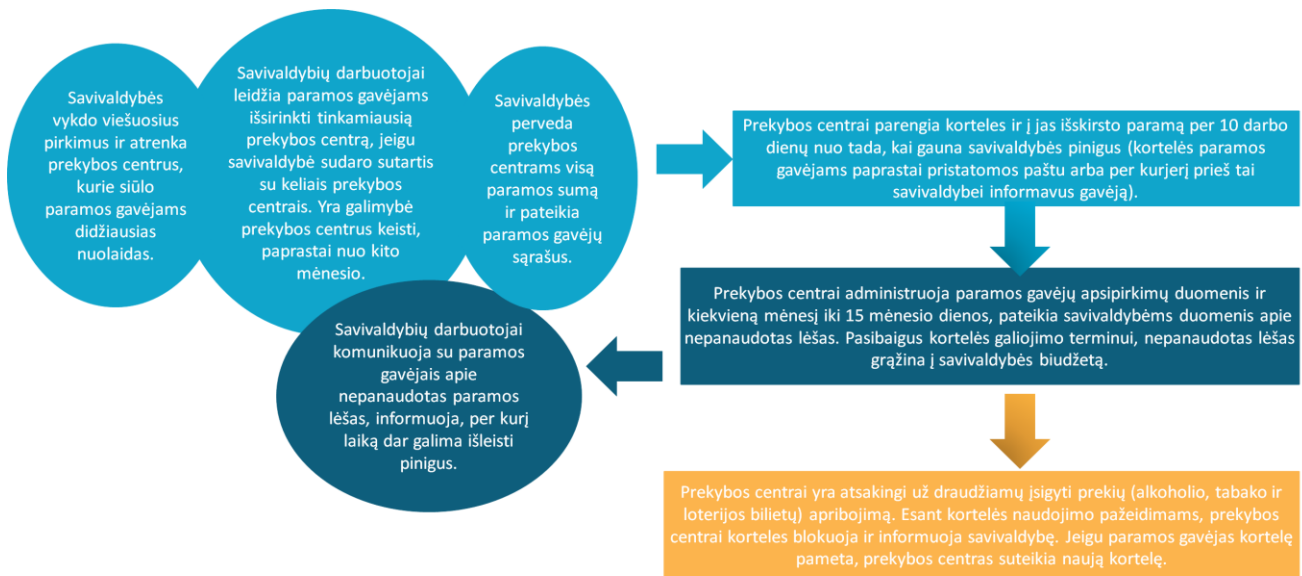 Savivaldybės
vykdo viešuosius
pirkimus ir atrenka
prekybos centrus,
kurie siūlo
paramos gavėjams
didžiausias
nuolaidas.
Savivaldybių darbuotojai
leidžia paramos gavėjams
išsirinkti tinkamiausią
prekybos centrą, jeigu
savivaldybė sudaro sutartis
su keliais prekybos
centrais. Yra galimybė
prekybos centrus keisti,
paprastai nuo kito
mėnesio.
Savivaldybės
perveda
prekybos
centrams visą
paramos sumą
ir pateikia
paramos gavėjų
sąrašus.
Prekybos centrai parengia korteles ir į jas išskirsto paramą per 10 darbo
dienų nuo tada, kai gauna savivaldybės pinigus (kortelės paramos
gavėjams paprastai pristatomos paštu arba per kurjerį prieš tai
savivaldybei informavus gavėją).
Prekybos centrai administruoja paramos gavėjų apsipirkimų duomenis ir
kiekvieną mėnesį iki 15 mėnesio dienos, pateikia savivaldybėms duomenis apie
nepanaudotas lėšas. Pasibaigus kortelės galiojimo terminui, nepanaudotas lėšas
grąžina į savivaldybės biudžetą.
Savivaldybių darbuotojai
komunikuoja su paramos
gavėjais apie
nepanaudotas paramos
lėšas, informuoja, per kurį
laiką dar galima išleisti
pinigus.
Prekybos centrai yra atsakingi už draudžiamų įsigyti prekių (alkoholio, tabako ir
loterijos bilietų) apribojimą. Esant kortelės naudojimo pažeidimams, prekybos
centrai korteles blokuoja ir informuoja savivaldybę. Jeigu paramos gavėjas kortelę
pameta, prekybos centras suteikia naują kortelę.